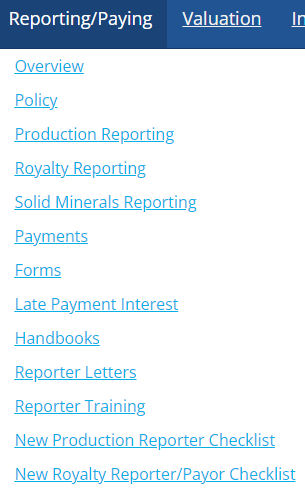 Reporting/Paying Valuation In
Overview
Policy
Production Reporting
Royalty Reporting
Solid Minerals Reporting
Payments
Forms
Late Payment Interest
Handbooks
Reporter Letters
Reporter Training
New Production Reporter Checklist
New Royalty Reporter/Payor Checklist